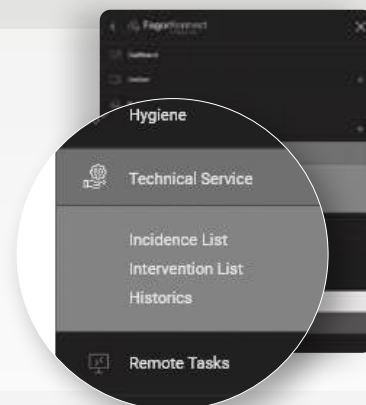 Fagorkonnect
Hygiene
Technical Service
Incidence List
Intervention List
Historics
Remote Tasks